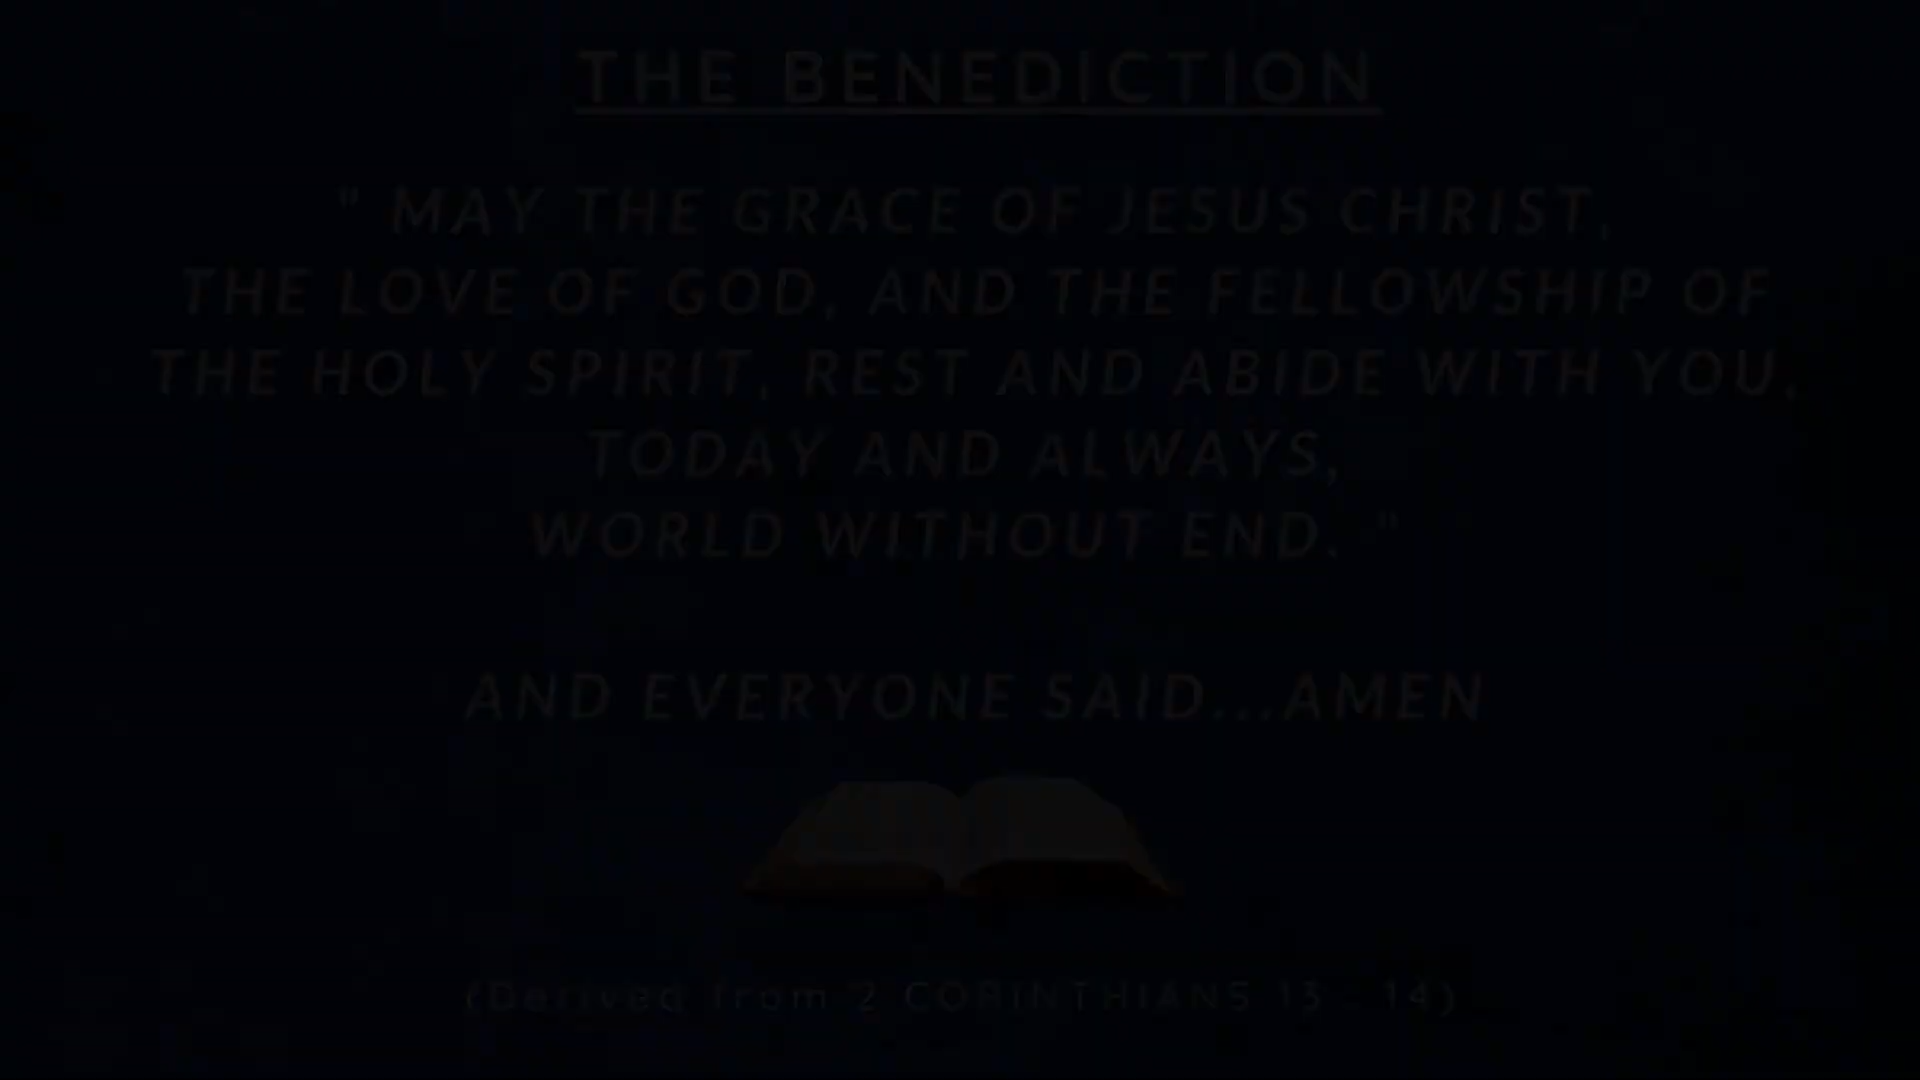 THE BENEDICTION
" MAY THE GRACE OF JESUS CHRIST,
THE LOVE OF GOD, AND THE FELLOWSHIP OF
THE HOLY SPIRIT, REST AND ABIDE WITH YOU,
TODAY AND ALWAYS,
WORLD WITHOUT END. "
AND EVERYONE SAID...AMEN
(Derived from 2 CORINTHIANS 13 : 14)